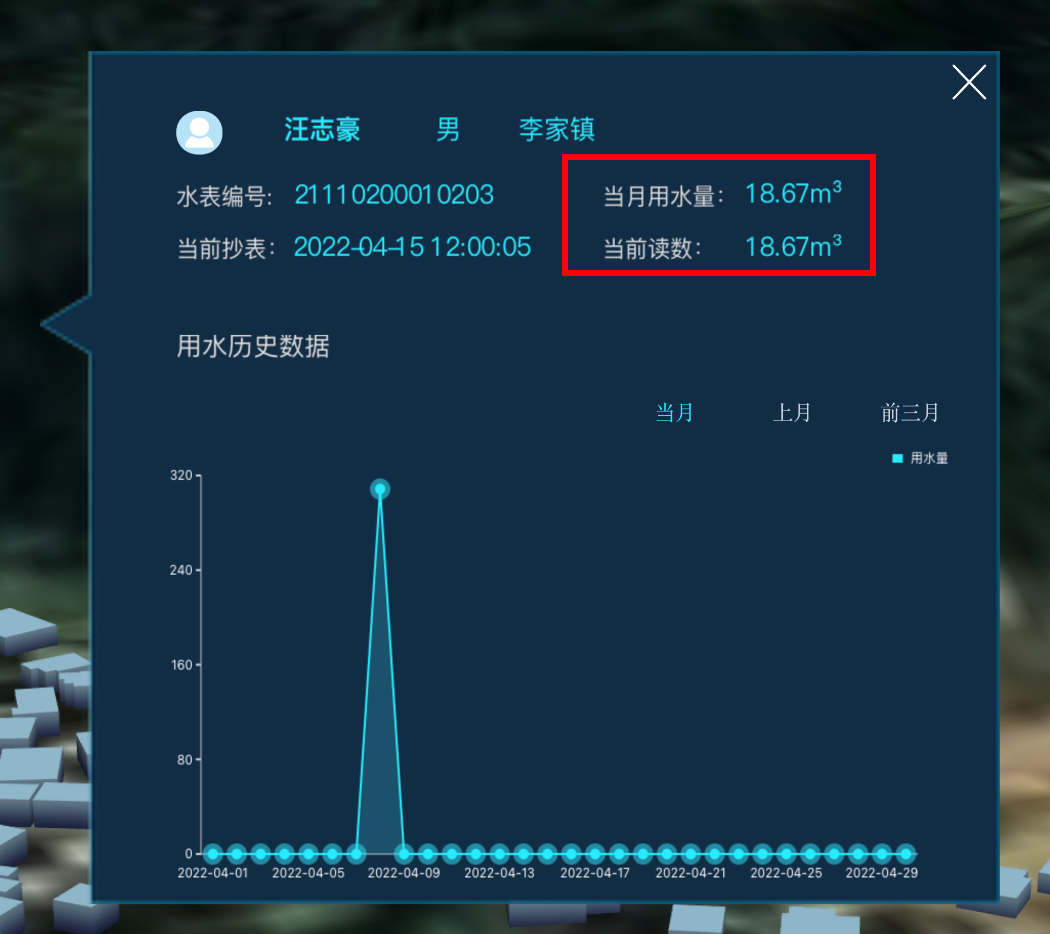 汪志豪 男 李家镇
水表编号: 21110200010203 当月用水量: 18.67m³
当前抄表: 2022-04-15 12:00:05 当前读数: 18.67m³
用水历史数据
当月 上月 前三月
用水量
320
240
160
80
0
2022-04-01 2022-04-05 2022-04-09 2022-04-13 2022-04-17 2022-04-21 2022-04-25 2022-04-29